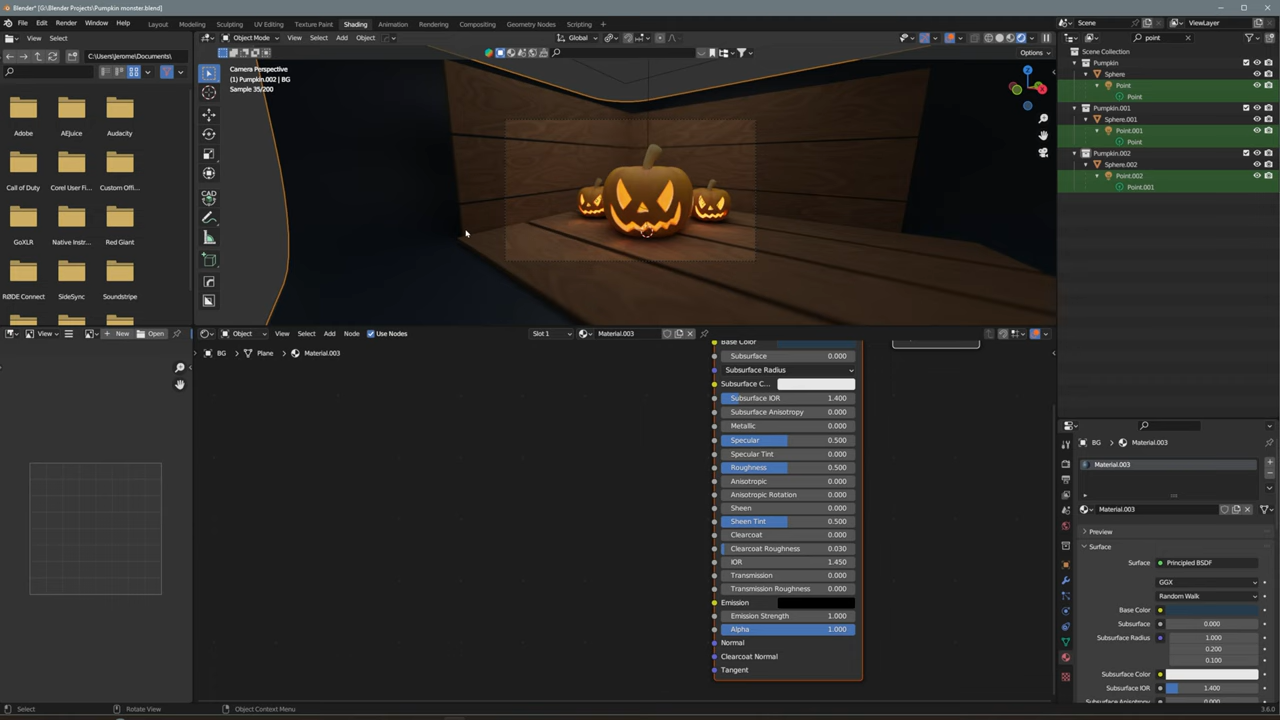 Blender* [G:\Blender Projects\Pumpkin monster.blend]
File Edit Render Window Help Layout Modeling Sculpting UV Editing Texture Paint Shading Animation Rendering Compositing Geometry Nodes Scripting Scene ViewLayer
View Select C:\Users\Jerome\Documents\ Object Mode View Select Add Object Global point
Options
Camera Perspective
(1) Pumpkin.002 | BG
Sample 35/200
Adobe AEJuice Audacity
Call of Duty Corel User Fi... Custom Offi...
GoXLR Native Instr... Red Giant
RØDE Connect SideSync Soundstripe
CAD
Scene Collection
Pumpkin
Sphere
Point
Point
Pumpkin.001
Sphere.001
Point.001
Point
Pumpkin.002
Sphere.002
Point.002
Point.001
View New Open Object View Select Add Node Use Nodes Slot 1 Material.003
BG Plane Material.003
Base Color
Subsurface 0.000
Subsurface Radius
Subsurface C...
Subsurface IOR 1.400
Subsurface Anisotropy 0.000
Metallic 0.000
Specular 0.500
Specular Tint 0.000
Roughness 0.500
Anisotropic 0.000
Anisotropic Rotation 0.000
Sheen 0.000
Sheen Tint 0.500
Clearcoat 0.000
Clearcoat Roughness 0.030
IOR 1.450
Transmission 0.000
Transmission Roughness 0.000
Emission
Emission Strength 1.000
Alpha 1.000
Normal
Clearcoat Normal
Tangent
BG Material.003
Material.003
Material.003
Preview
Surface
Surface Principled BSDF
GGX
Random Walk
Base Color
Subsurface 0.000
Subsurface Radius 1.000
0.200
0.100
Subsurface Color
Subsurface IOR 1.400
Subsurface Anisotropy 0.000
Select Rotate View Object Context Menu 3.6.0